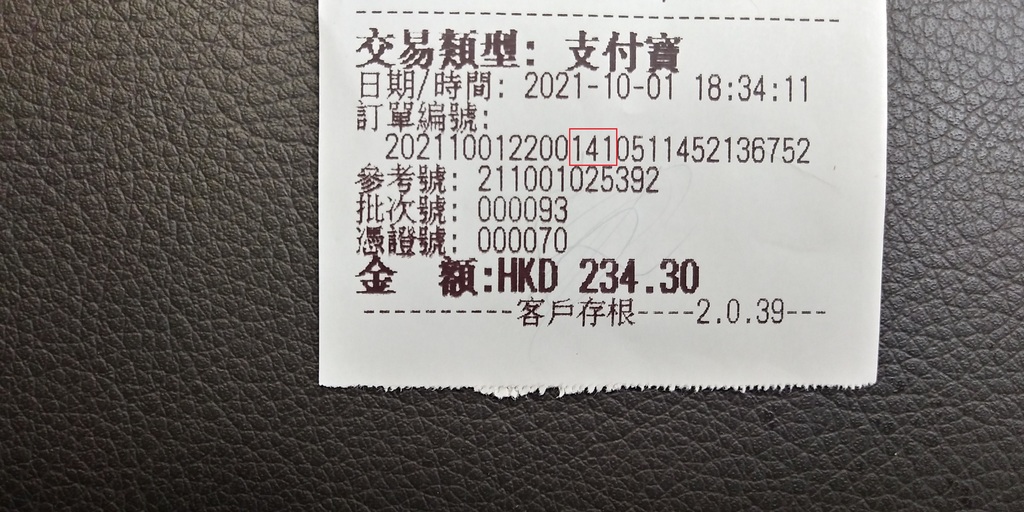 交易類型: 支付寶
日期/時間: 2021-10-01 18:34:11
訂單編號:
2021100122001410511452136752
參考號: 211001025392
批次號: 000093
憑證號: 000070
金 額:HKD 234.30
----------客戶存根----2.0.39---